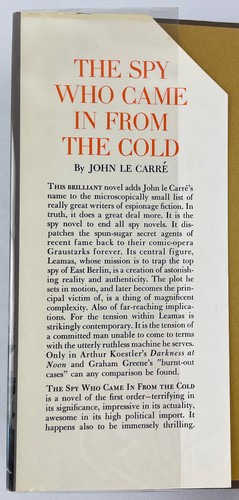 THE SPY
WHO CAME
IN FROM
THE COLD
By JOHN LE CARRÉ
THIS BRILLIANT novel adds John le Carré's
name to the microscopically small list of
really great writers of espionage fiction. In
truth, it does a great deal more. It is the
spy novel to end all spy novels. It dis-
patches the spun-sugar secret agents of
recent fame back to their comic-opera
Graustarks forever. Its central figure,
Leamas, whose mission is to trap the top
spy of East Berlin, is a creation of astonish-
ing reality and authenticity. The plot he
sets in motion, and later becomes the prin-
cipal victim of, is a thing of magnificent
complexity. Also of far-reaching implica-
tions. For the tension within Leamas is
strikingly contemporary. It is the tension of
a committed man unable to come to terms
with the utterly ruthless machine he serves.
Only in Arthur Koestler's Darkness at
Noon and Graham Greene's "burnt-out
cases" can any comparison be found.
THE SPY WHO CAME IN FROM THE COLD
is a novel of the first order—terrifying in
its significance, impressive in its actuality,
awesome in its high political import. It
happens also to be immensely thrilling.